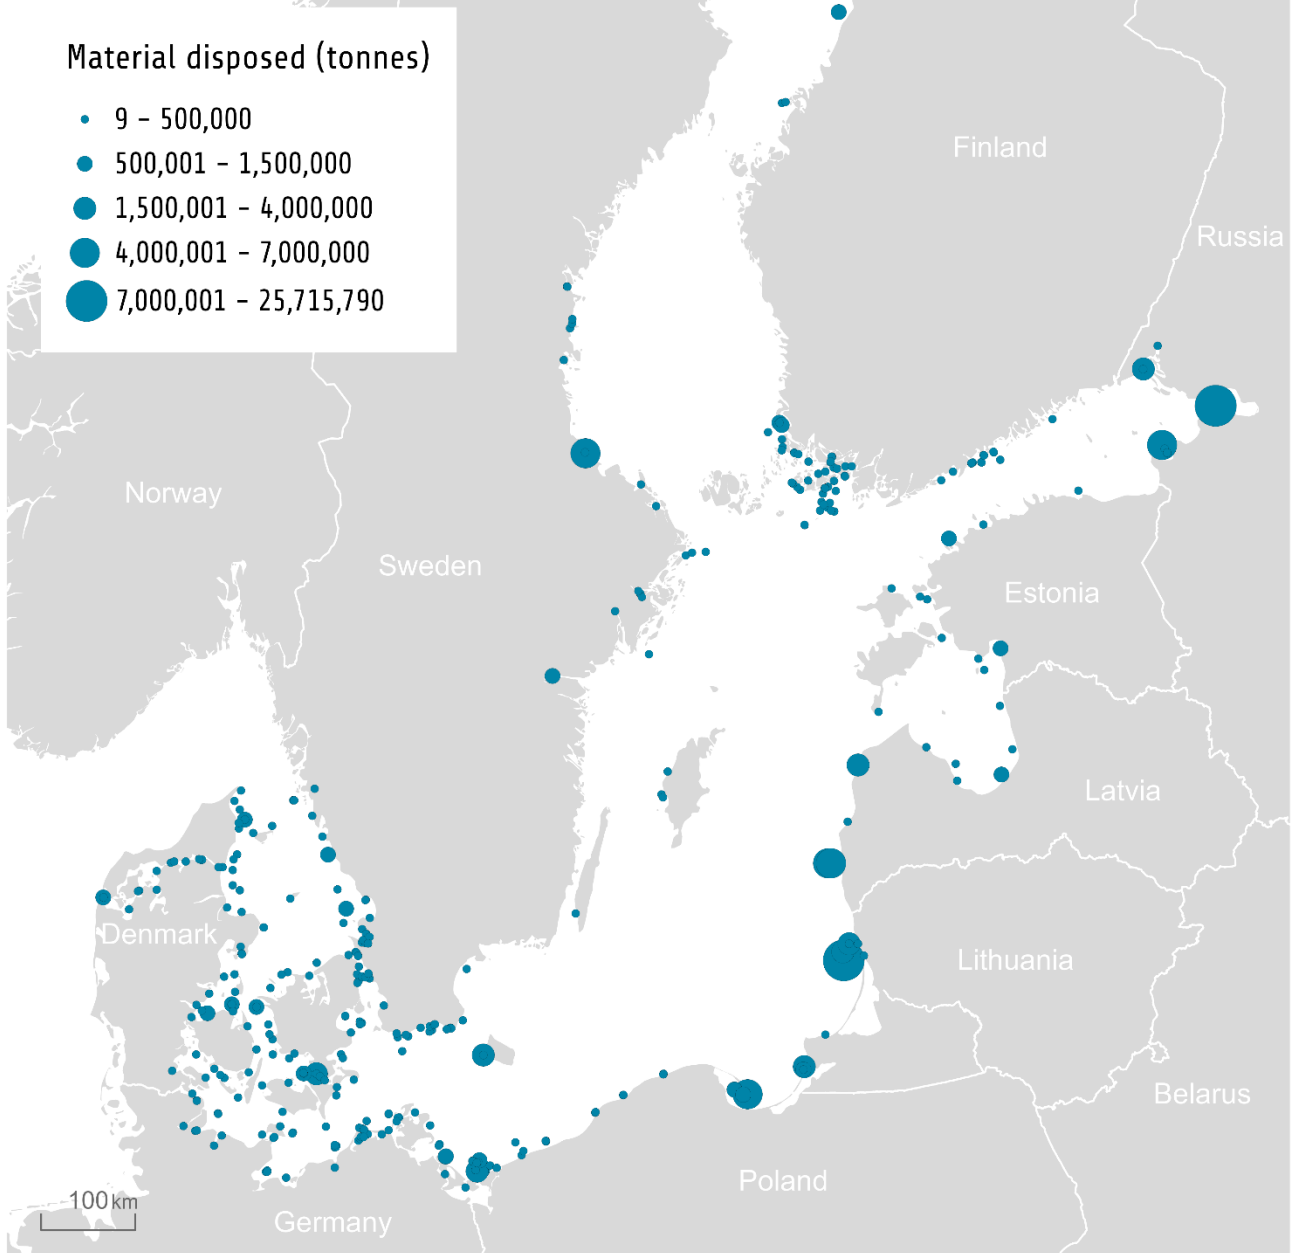 Material disposed (tonnes)
9 – 500,000
500,001 – 1,500,000
1,500,001 – 4,000,000
4,000,001 – 7,000,000
7,000,001 – 25,715,790
Finland
Russia
Norway
Sweden
Estonia
Latvia
Denmark
Lithuania
Belarus
Poland
Germany
100 km